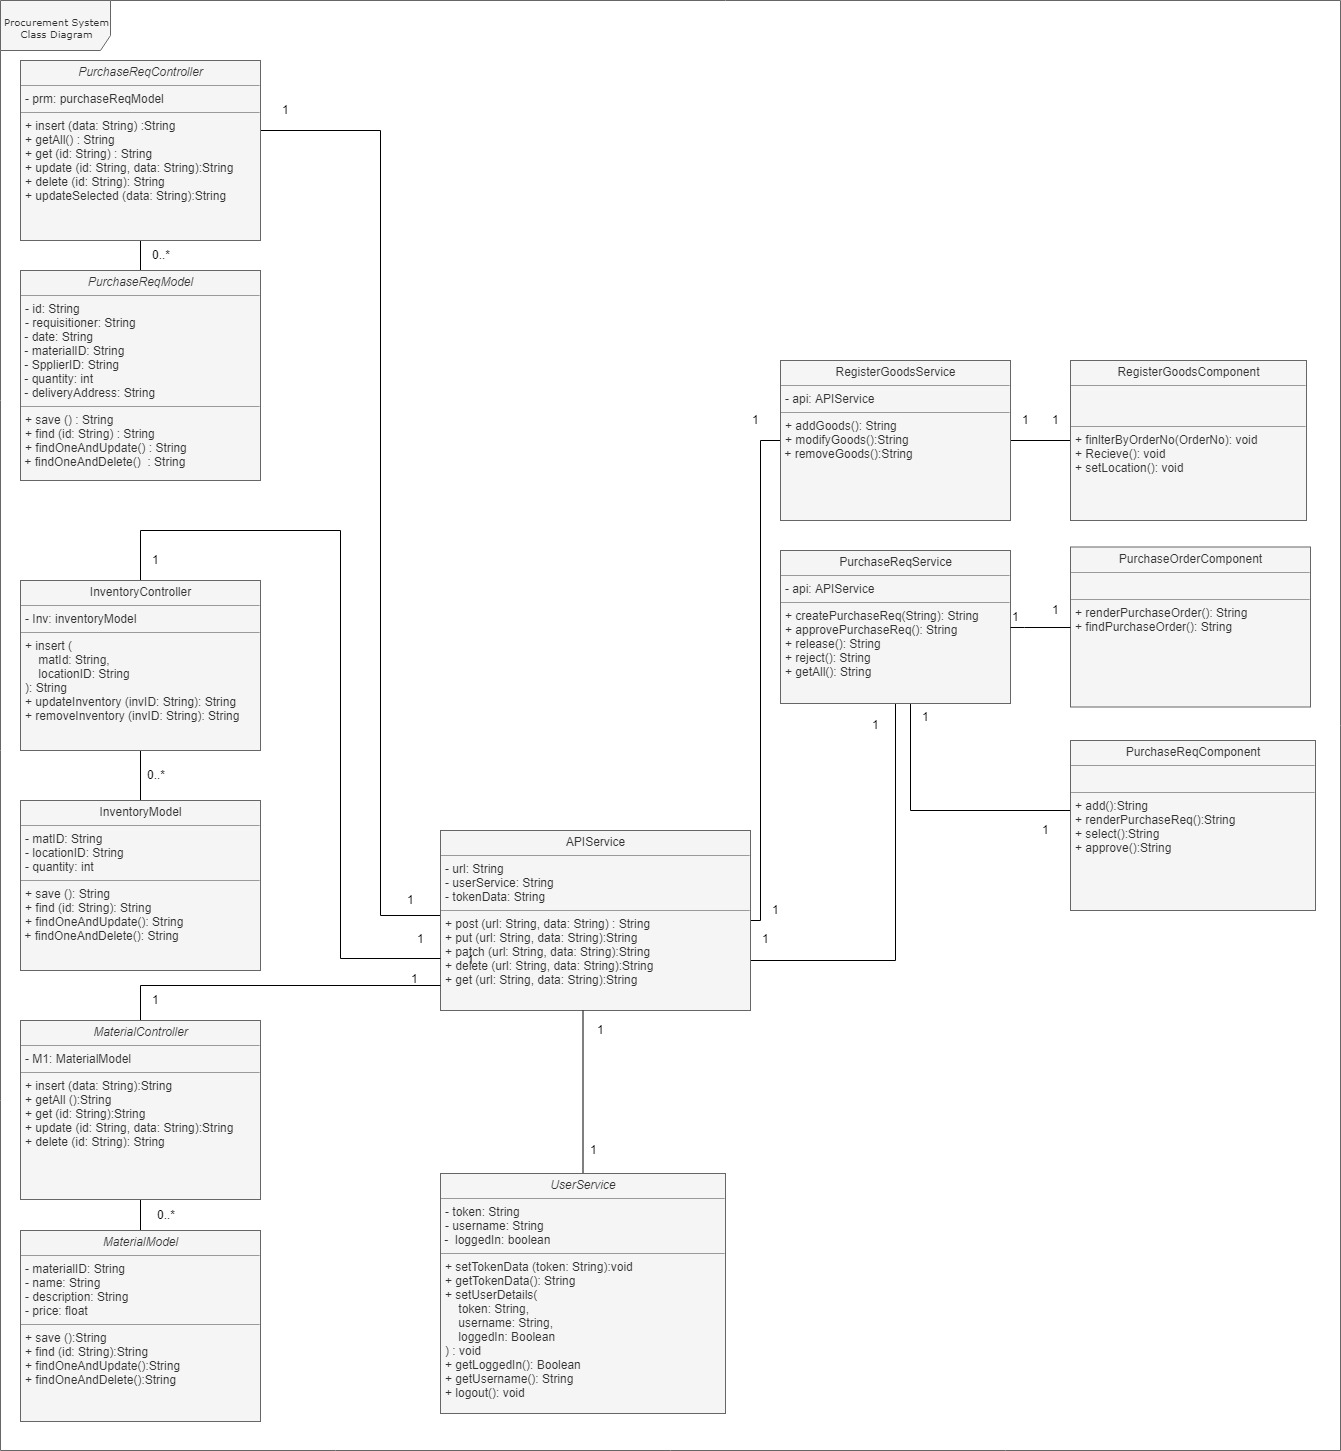 Procurement System
Class Diagram
PurchaseReqController
- prm: purchaseReqModel
+ insert (data: String) :String
+ getAll() : String
+ get (id: String) : String
+ update (id: String, data: String):String
+ delete (id: String): String
+ updateSelected (data: String):String
1
0..*
PurchaseReqModel
- id: String
- requisitioner: String
- date: String
- materialID: String
- SpplierID: String
- quantity: int
- deliveryAddress: String
+ save () : String
+ find (id: String) : String
+ findOneAndUpdate() : String
+ findOneAndDelete()  : String
1
InventoryController
- Inv: inventoryModel
+ insert (
matId: String,
locationID: String
): String
+ updateInventory (invID: String): String
+ removeInventory (invID: String): String
0..*
InventoryModel
- matID: String
- locationID: String
- quantity: int
+ save (): String
+ find (id: String): String
+ findOneAndUpdate(): String
+ findOneAndDelete(): String
1
MaterialController
- M1: MaterialModel
+ insert (data: String):String
+ getAll ():String
+ get (id: String):String
+ update (id: String, data: String):String
+ delete (id: String): String
0..*
MaterialModel
- materialID: String
- name: String
- description: String
- price: float
+ save ():String
+ find (id: String):String
+ findOneAndUpdate():String
+ findOneAndDelete():String
1
1
1
APIService
- url: String
- userService: String
- tokenData: String
+ post (url: String, data: String) : String
+ put (url: String, data: String):String
+ patch (url: String, data: String):String
+ delete (url: String, data: String):String
+ get (url: String, data: String):String
1
1
1
1
UserService
- token: String
- username: String
-  loggedIn: boolean
+ setTokenData (token: String):void
+ getTokenData(): String
+ setUserDetails(
token: String,
username: String,
loggedIn: Boolean
) : void
+ getLoggedIn(): Boolean
+ getUsername(): String
+ logout(): void
1
RegisterGoodsService
- api: APIService
+ addGoods(): String
+ modifyGoods():String
+ removeGoods():String
1
1
RegisterGoodsComponent
+ finlterByOrderNo(OrderNo): void
+ Recieve(): void
+ setLocation(): void
PurchaseReqService
- api: APIService
+ createPurchaseReq(String): String
+ approvePurchaseReq(): String
+ release(): String
+ reject(): String
+ getAll(): String
1
1
PurchaseOrderComponent
+ renderPurchaseOrder(): String
+ findPurchaseOrder(): String
1
1
1
PurchaseReqComponent
+ add():String
+ renderPurchaseReq():String
+ select():String
+ approve():String